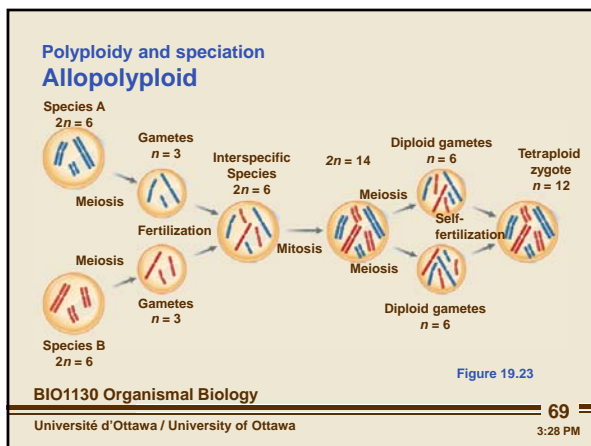 Polyploidy and speciation
Allopolyploid
Species A
2n = 6
Meiosis
Gametes
n = 3
Fertilization
Meiosis
Gametes
n = 3
Species B
2n = 6
Interspecific
Species
2n = 6
Mitosis
2n = 14
Meiosis
Meiosis
Diploid gametes
n = 6
Self-
fertilization
Diploid gametes
n = 6
Tetraploid
zygote
n = 12
Figure 19.23
BIO1130 Organismal Biology
Université d'Ottawa / University of Ottawa
69
3:28 PM